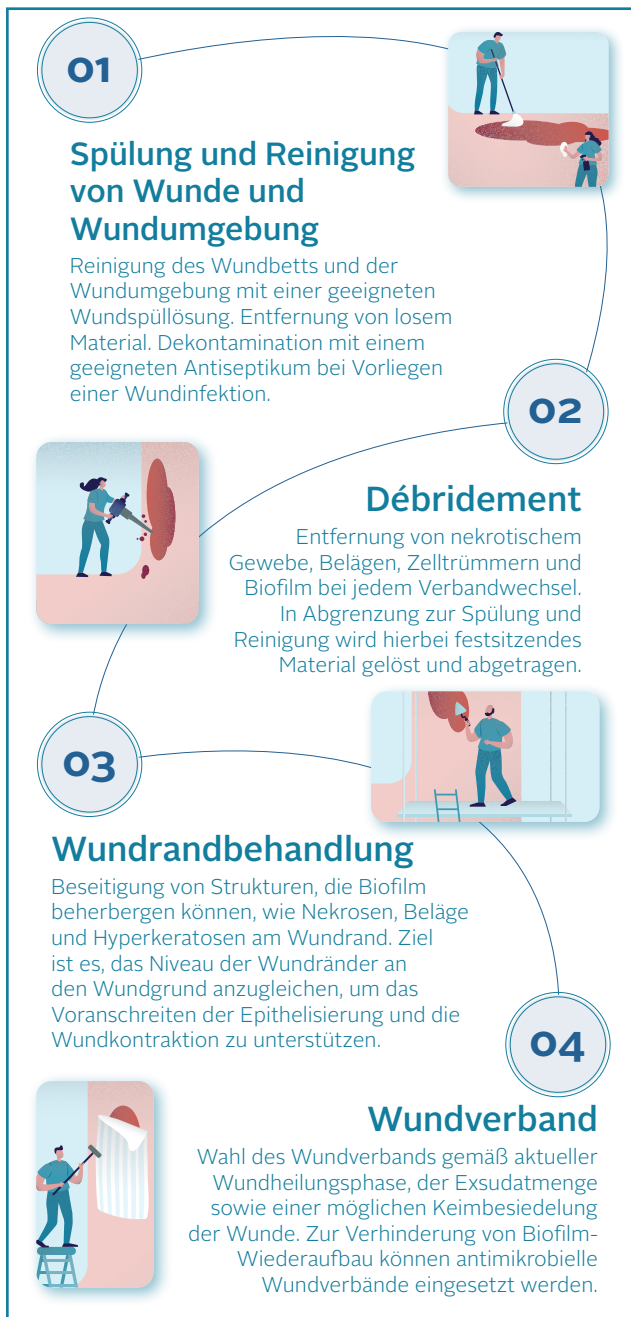 01
Spülung und Reinigung
von Wunde und
Wundumgebung
Reinigung des Wundbetts und der
Wundumgebung mit einer geeigneten
Wundspüllösung. Entfernung von losem
Material. Dekontamination mit einem
geeigneten Antiseptikum bei Vorliegen
einer Wundinfektion.
02
Débridement
Entfernung von nekrotischem
Gewebe, Belägen, Zelltrümmern und
Biofilm bei jedem Verbandwechsel.
In Abgrenzung zur Spülung und
Reinigung wird hierbei festsitzendes
Material gelöst und abgetragen.
03
Wundrandbehandlung
Beseitigung von Strukturen, die Biofilm
beherbergen können, wie Nekrosen, Beläge
und Hyperkeratosen am Wundrand. Ziel
ist es, das Niveau der Wundränder an
den Wundgrund anzugleichen, um das
Voranschreiten der Epithelisierung und die
Wundkontraktion zu unterstützen.
04
Wundverband
Wahl des Wundverbands gemäß aktueller
Wundheilungsphase, der Exsudatmenge
sowie einer möglichen Keimbesiedelung
der Wunde. Zur Verhinderung von Biofilm-
Wiederaufbau können antimikrobielle
Wundverbände eingesetzt werden.